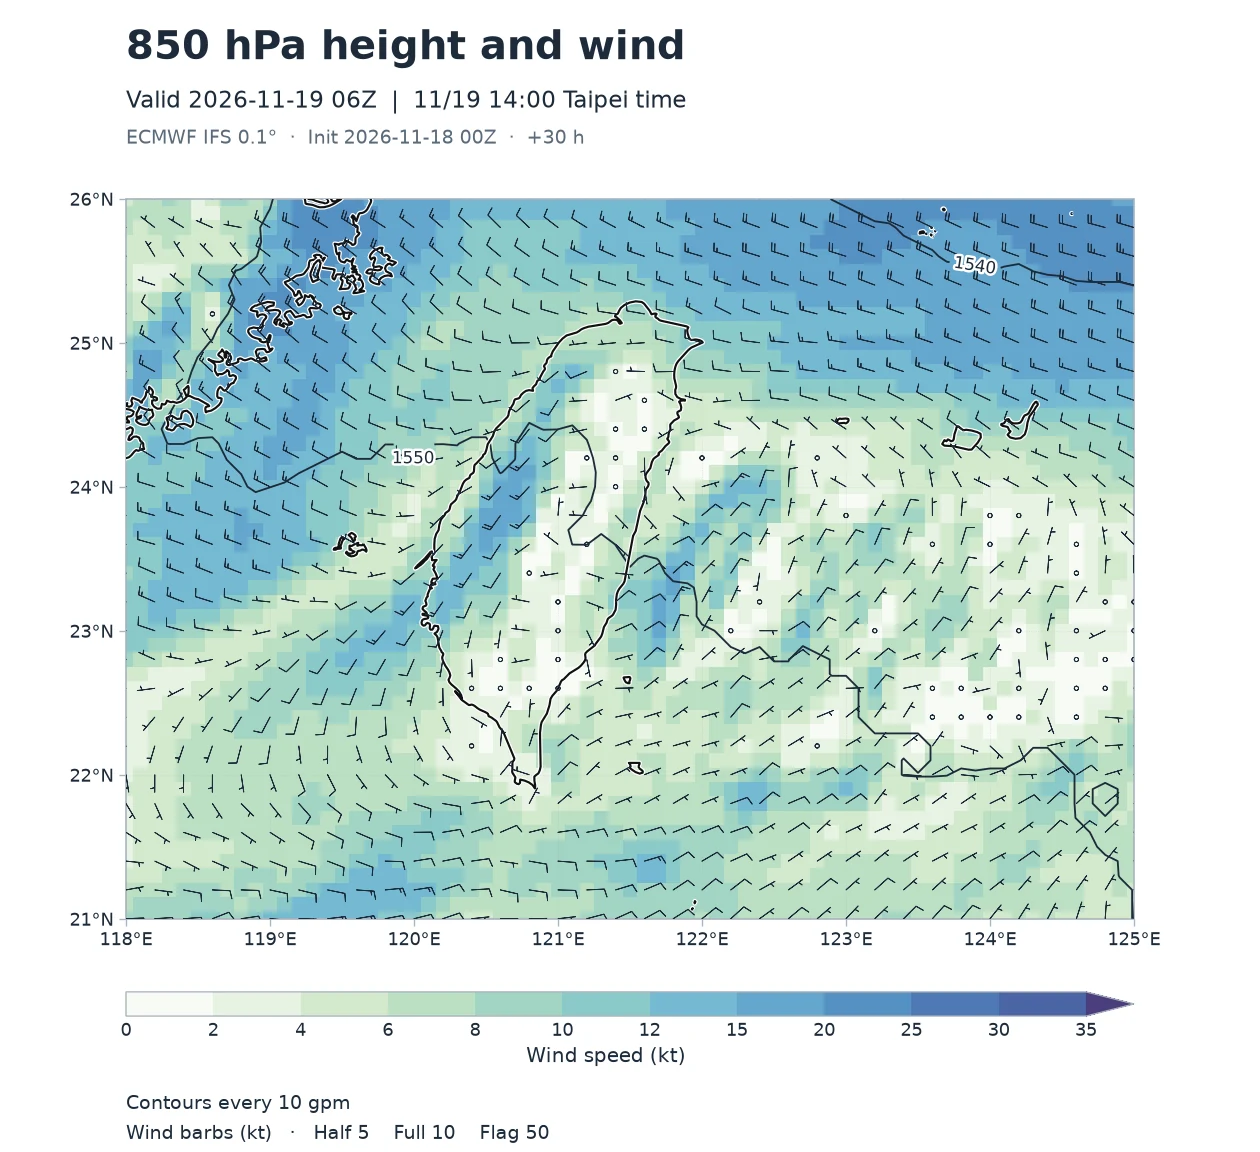 850 hPa height and wind
Valid 2026-11-19 06Z | 11/19 14:00 Taipei time
ECMWF IFS 0.1° · Init 2026-11-18 00Z · +30 h
26°N
1540
25°N
1550
24°N
23°N
22°N
21°N
118°E 119°E 120°E 121°E 122°E 123°E 124°E 125°E
0 2 4 6 8 10 12 15 20 25 30 35
Wind speed (kt)
Contours every 10 gpm
Wind barbs (kt) · Half 5 Full 10 Flag 50